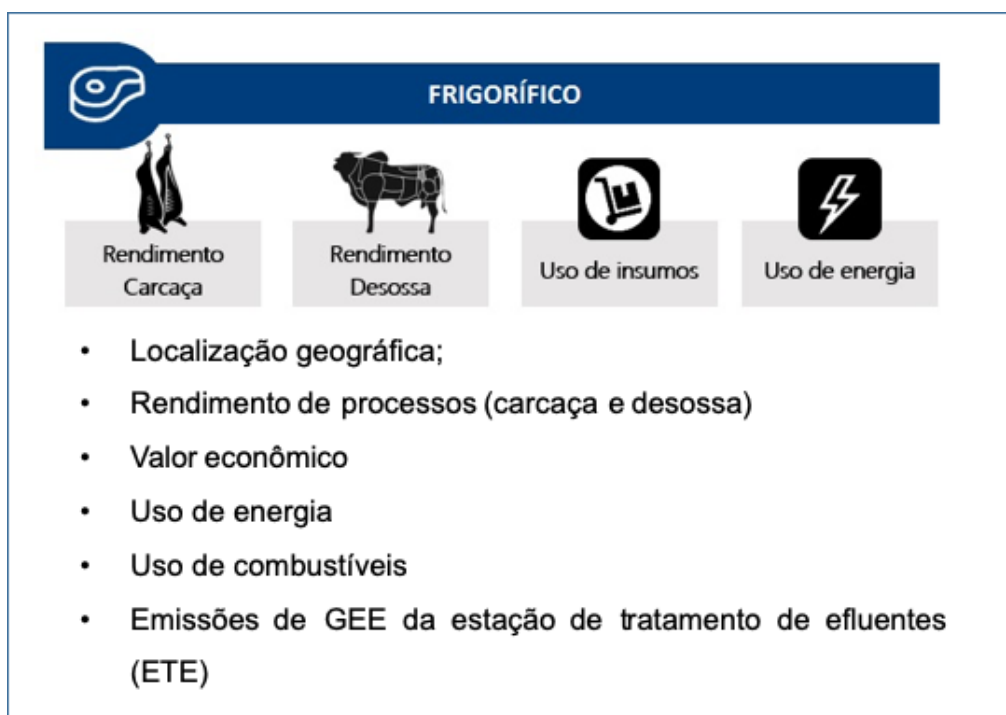 FRIGORÍFICO
Rendimento
Carcaça
Rendimento
Desossa
Uso de insumos
Uso de energia
• Localização geográfica;
• Rendimento de processos (carcaça e desossa)
• Valor econômico
• Uso de energia
• Uso de combustíveis
• Emissões de GEE da estação de tratamento de efluentes
(ETE)